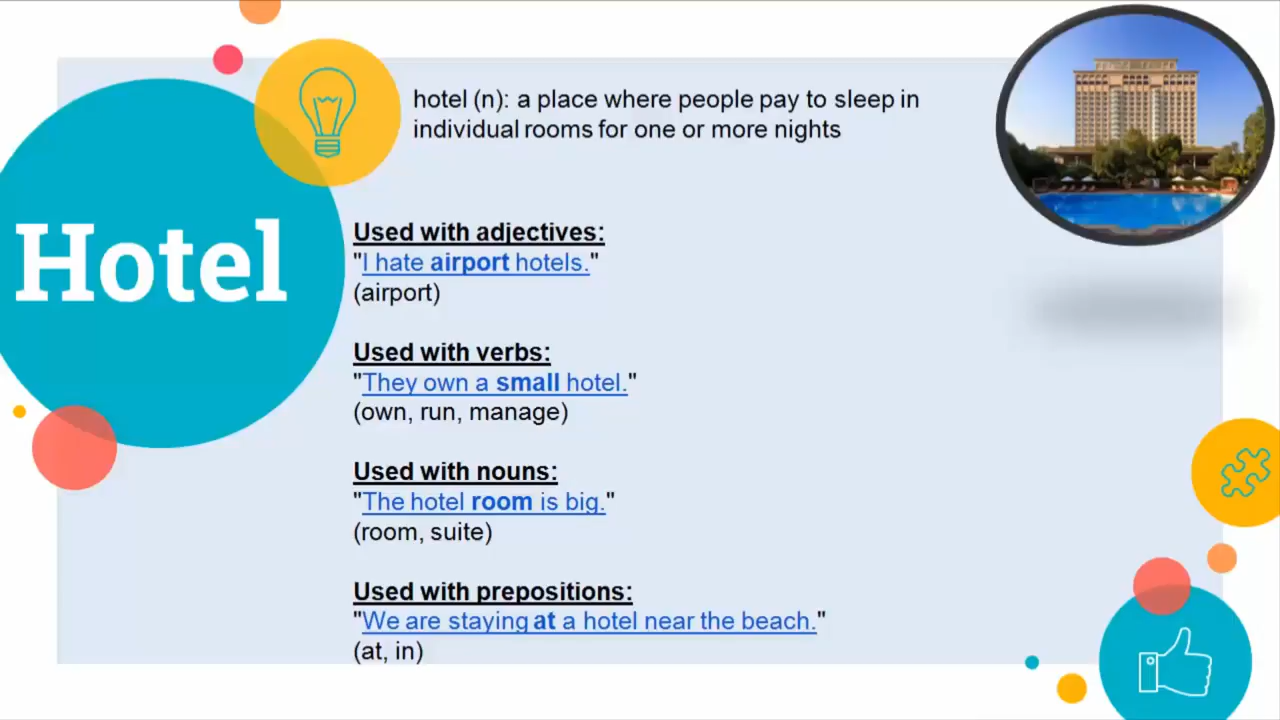 Hotel
hotel (n): a place where people pay to sleep in
individual rooms for one or more nights
Used with adjectives:
"I hate airport hotels."
(airport)
Used with verbs:
"They own a small hotel."
(own, run, manage)
Used with nouns:
"The hotel room is big."
(room, suite)
Used with prepositions:
"We are staying at a hotel near the beach."
(at, in)